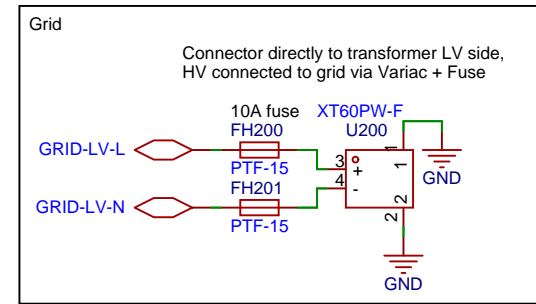 Grid
Connector directly to transformer LV side,
HV connected to grid via Variac + Fuse
10A fuse
XT60PW-F
FH200
U200
GRID-LV-L
PTF-15
3
+
1
1
GND
4
-
FH201
GRID-LV-N
PTF-15
2
2
GND